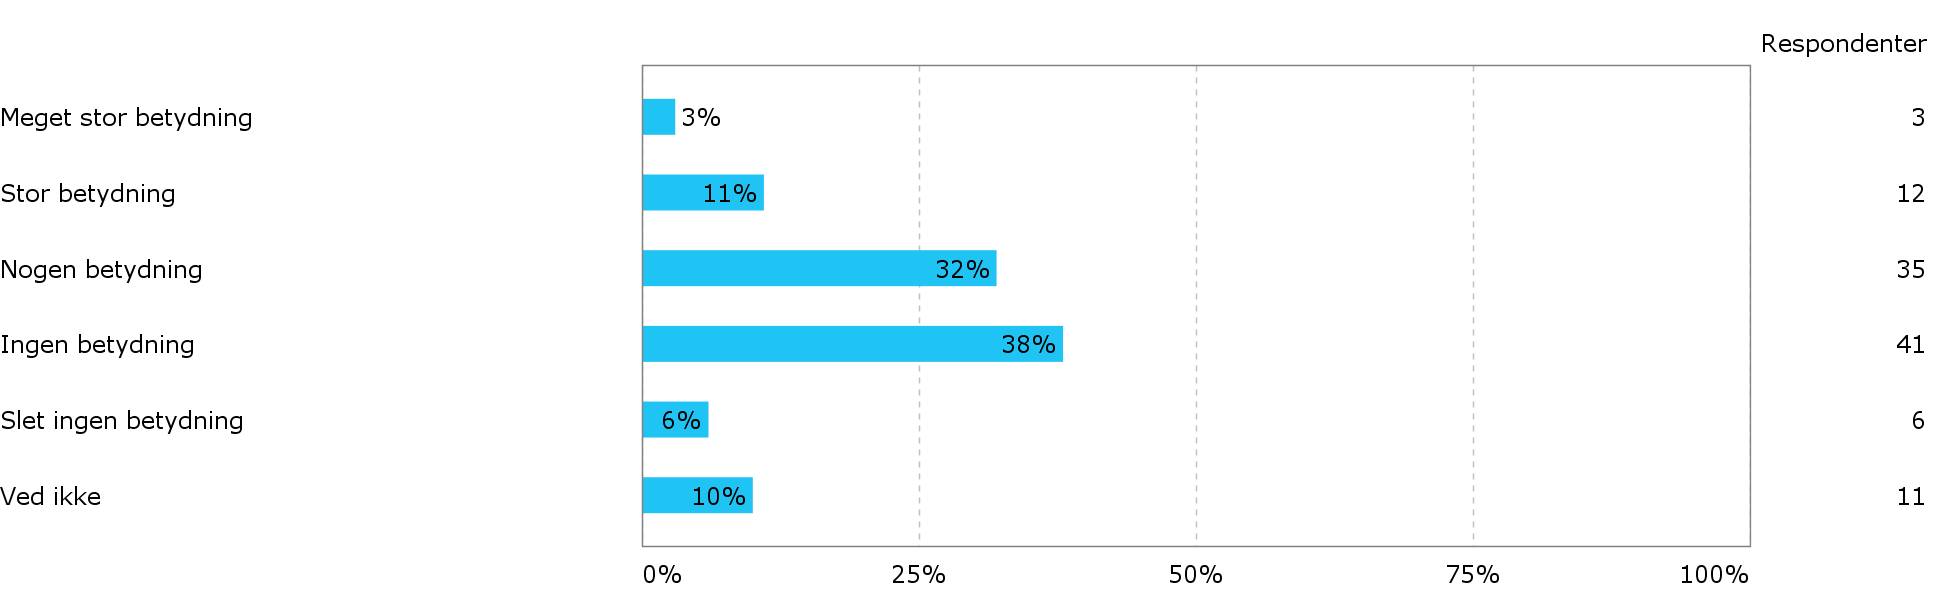 Respondenter
Meget stor betydning 3% 3
Stor betydning 11% 12
Nogen betydning 32% 35
Ingen betydning 38% 41
Slet ingen betydning 6% 6
Ved ikke 10% 11
0% 25% 50% 75% 100%